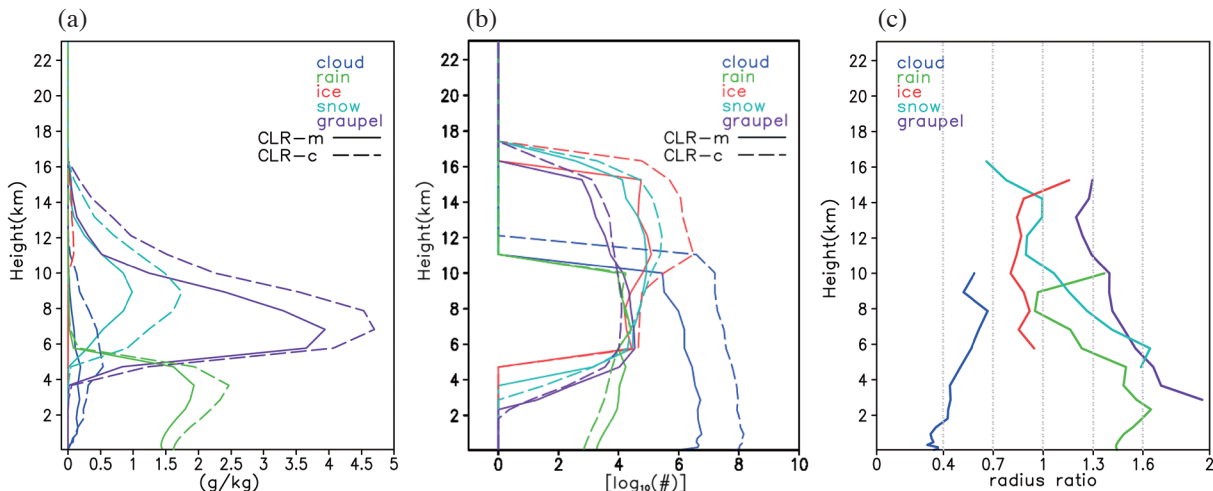 (a)
22
20
18
16
14
12
10
8
6
4
2
Height(km)
cloud
rain
ice
snow
graupel
CLR-m
CLR-c
0 0.5 1 1.5 2 2.5 3 3.5 4 4.5 5
(g/kg)
(b)
22
20
18
16
14
12
10
8
6
4
2
Height(km)
cloud
rain
ice
snow
graupel
CLR-m
CLR-c
0 2 4 6 8 10
[log₁₀(#)]
(c)
22
20
18
16
14
12
10
8
6
4
2
Height(km)
cloud
rain
ice
snow
graupel
0 0.4 0.7 1 1.3 1.6 2
radius ratio